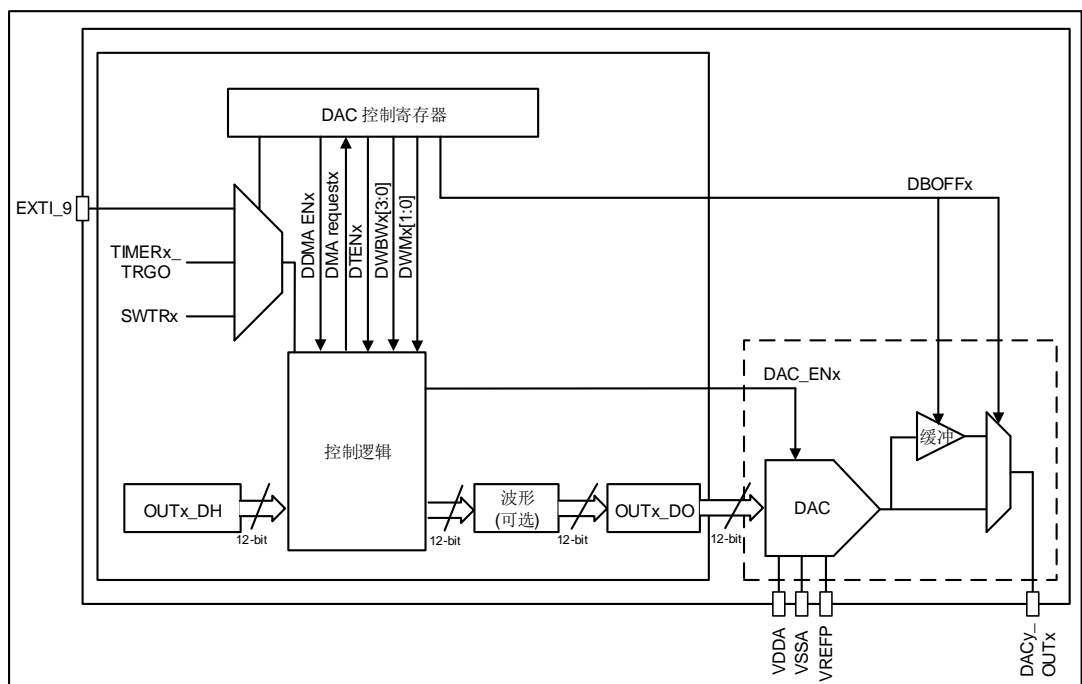 DAC 控制寄存器
EXTI_9
TIMERx_
TRGO
SWTRx
DDMA ENx
DMA requestx
DTENx
DWBWx[3:0]
DWMx[1:0]
DBOFFx
DAC_ENx
控制逻辑
缓冲
OUTx_DH
12-bit
12-bit
波形
(可选)
12-bit
OUTx_DO
12-bit
DAC
VDDA
VSSA
VREFP
DACy_
OUTx